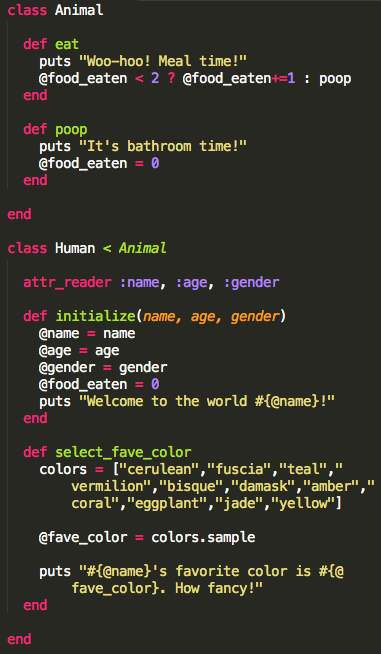 class Animal
def eat
puts "Woo-hoo! Meal time!"
@food_eaten < 2 ? @food_eaten+=1 : poop
end
def poop
puts "It's bathroom time!"
@food_eaten = 0
end
end
class Human < Animal
attr_reader :name, :age, :gender
def initialize(name, age, gender)
@name = name
@age = age
@gender = gender
@food_eaten = 0
puts "Welcome to the world #{@name}!"
end
def select_fave_color
colors = ["cerulean","fuscia","teal","
vermilion","bisque","damask","amber","
coral","eggplant","jade","yellow"]
@fave_color = colors.sample
puts "#{@name}'s favorite color is #{@
fave_color}. How fancy!"
end
end